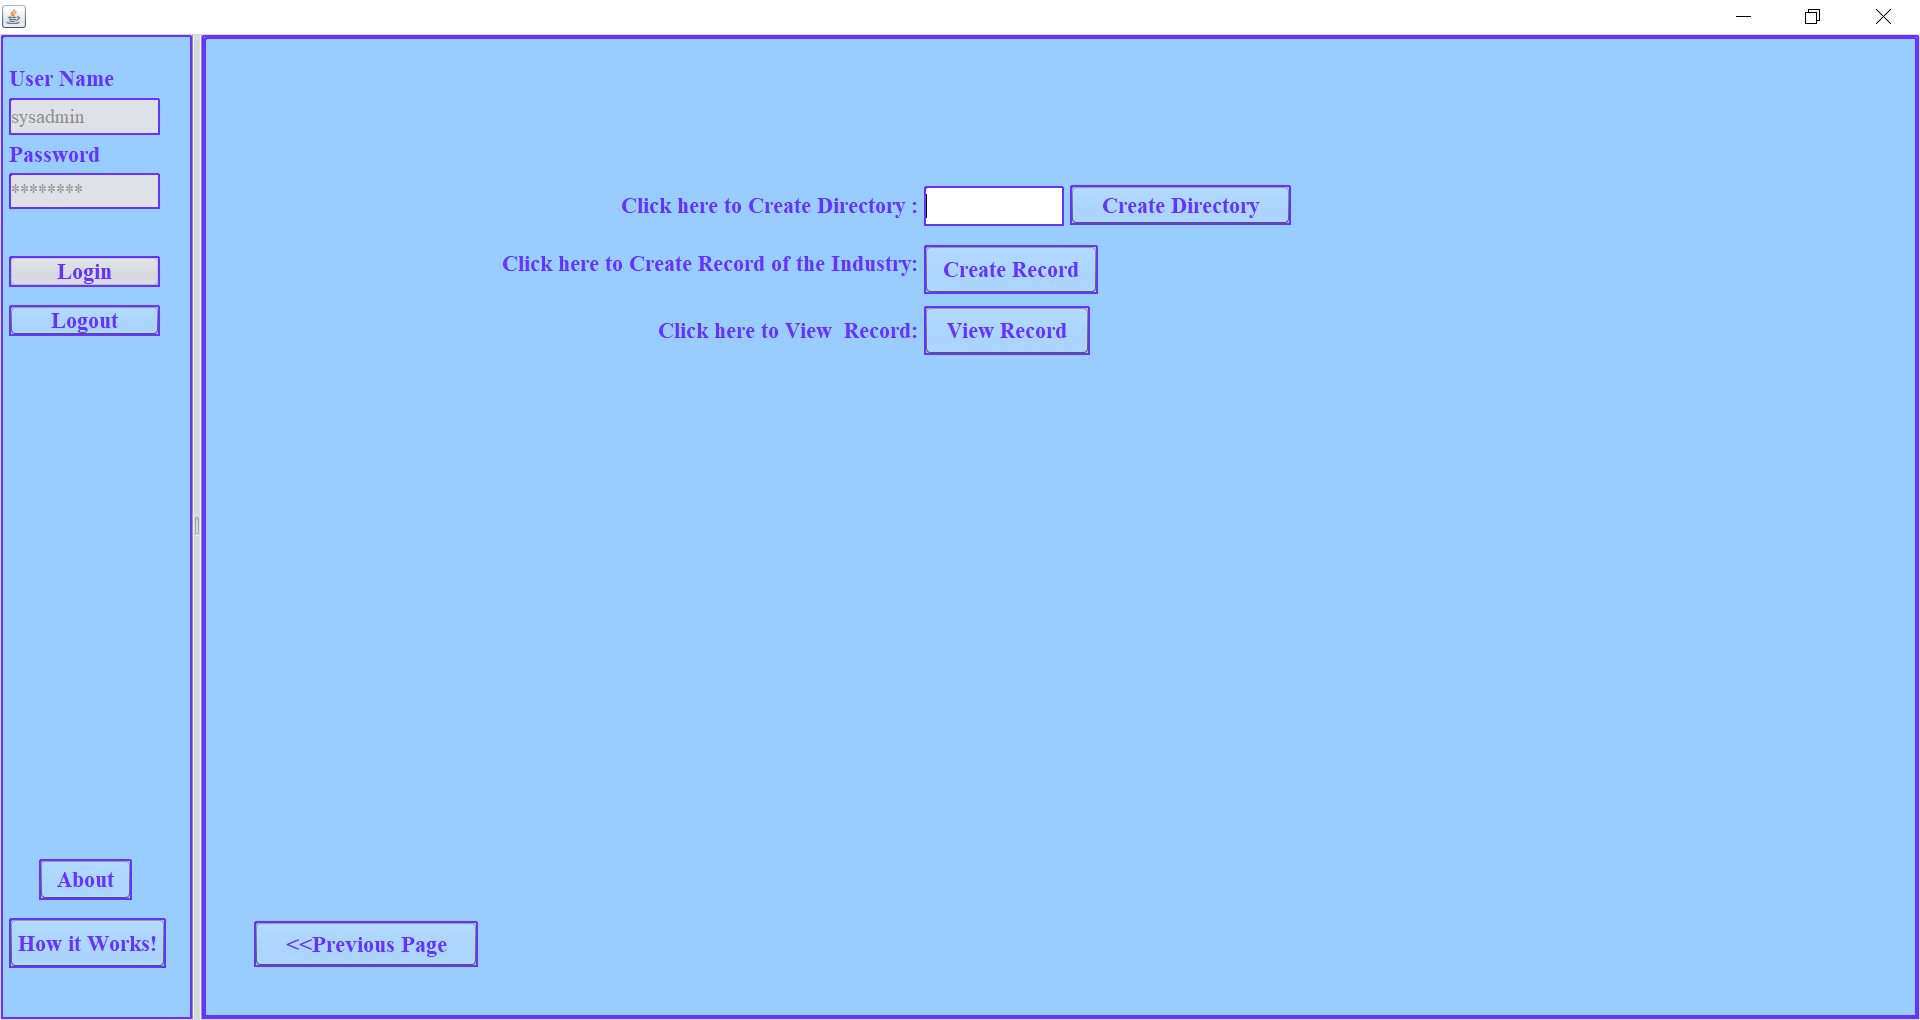 User Name
sysadmin
Password
********
Login
Logout
About
How it Works!
Click here to Create Directory : Create Directory
Click here to Create Record of the Industry: Create Record
Click here to View  Record: View Record
<<Previous Page